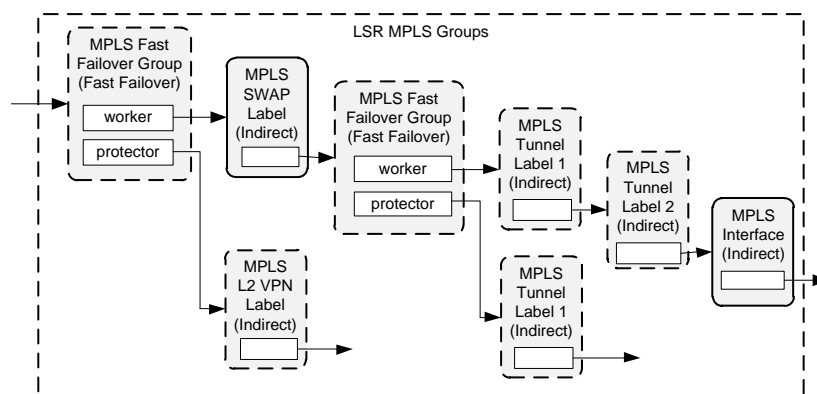 LSR MPLS Groups
MPLS Fast
Failover Group
(Fast Failover)
worker
protector
MPLS
SWAP
Label
(Indirect)
MPLS Fast
Failover Group
(Fast Failover)
worker
protector
MPLS
Tunnel
Label 1
(Indirect)
MPLS
Tunnel
Label 2
(Indirect)
MPLS
Interface
(Indirect)
MPLS
L2 VPN
Label
(Indirect)
MPLS
Tunnel
Label 1
(Indirect)